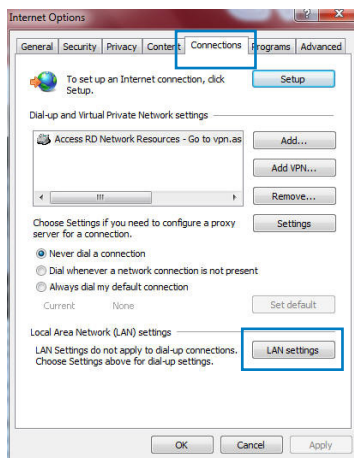 Internet Options
General Security Privacy Content Connections Programs Advanced
To set up an Internet connection, click
Setup.
Setup
Dial-up and Virtual Private Network settings
Access RD Network Resources - Go to vpn.as
Add...
Add VPN...
Remove...
Choose Settings if you need to configure a proxy
server for a connection.
Settings
Never dial a connection
Dial whenever a network connection is not present
Always dial my default connection
Current None
Set default
Local Area Network (LAN) settings
LAN Settings do not apply to dial-up connections.
Choose Settings above for dial-up settings.
LAN settings
OK Cancel Apply